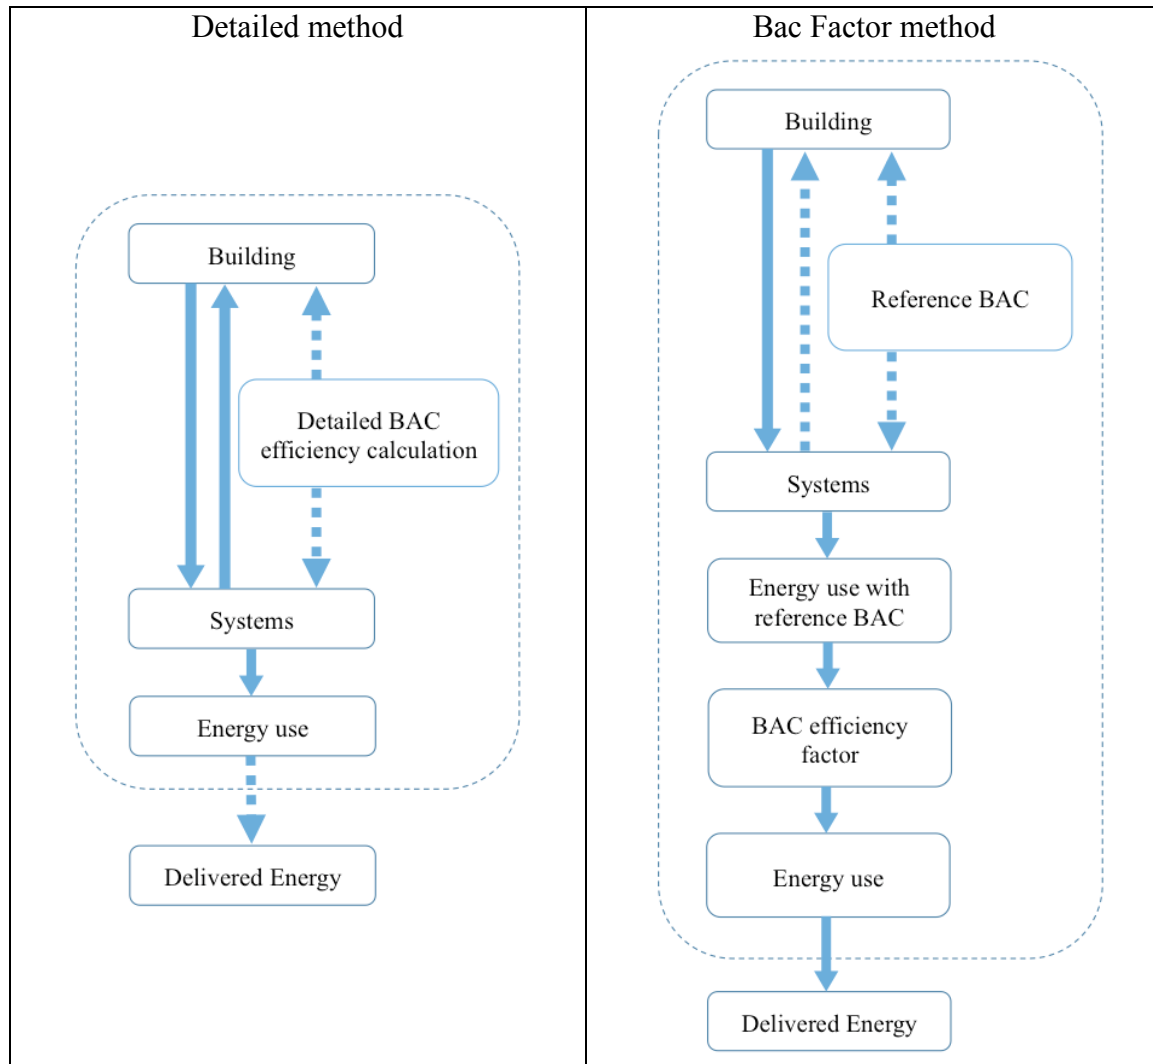 Detailed method
Building
Detailed BAC
efficiency calculation
Systems
Energy use
Delivered Energy
Bac Factor method
Building
Reference BAC
Systems
Energy use with
reference BAC
BAC efficiency
factor
Energy use
Delivered Energy